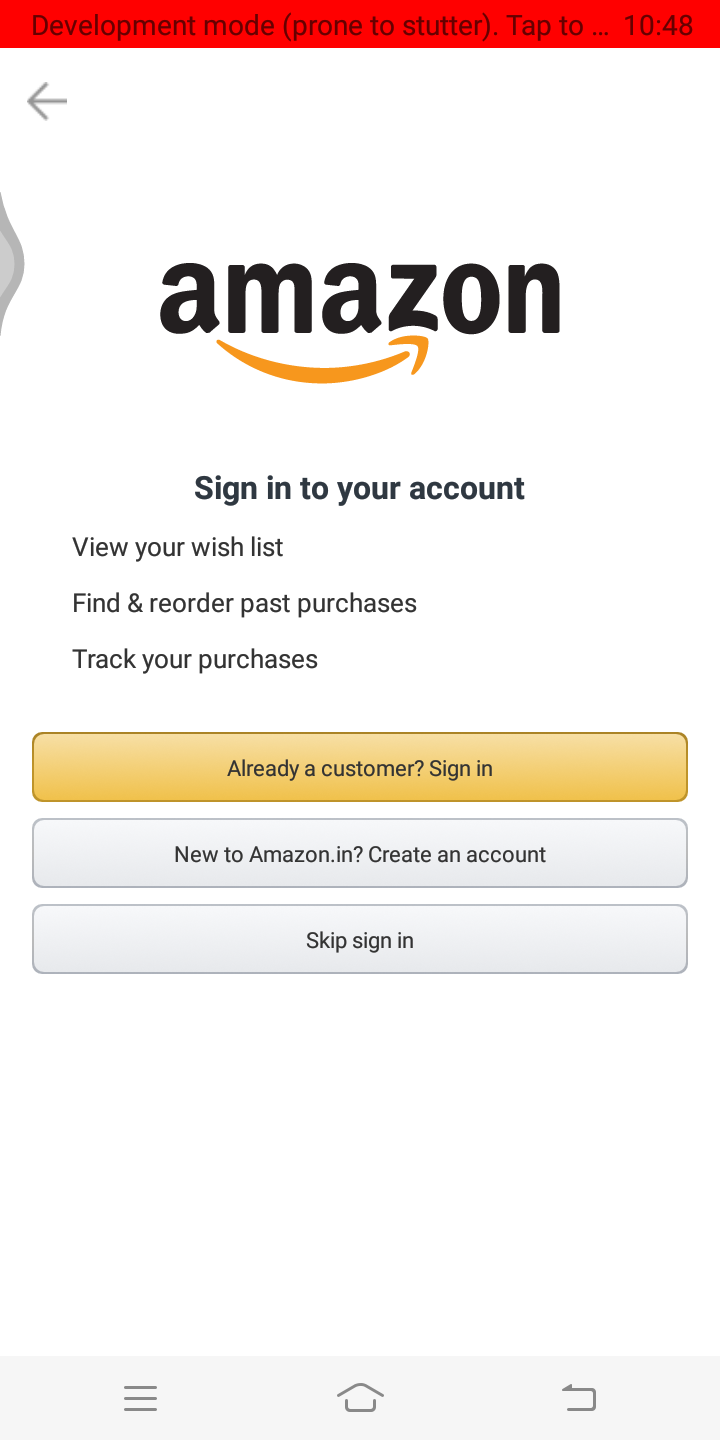 Development mode (prone to stutter). Tap to ... 10:48
amazon
Sign in to your account
View your wish list
Find & reorder past purchases
Track your purchases
Already a customer? Sign in
New to Amazon.in? Create an account
Skip sign in